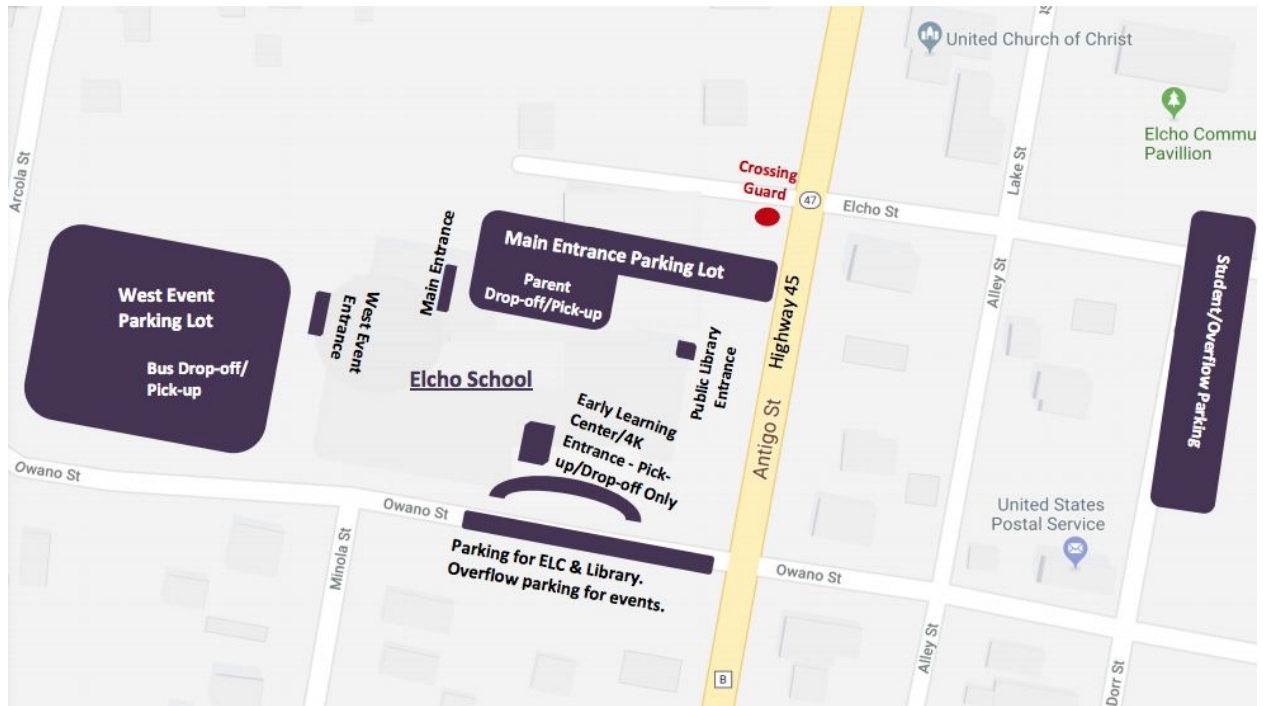 United Church of Christ
Elcho Commu
Pavillion
Arcola St
Lake St
St
Crossing
Guard
47
Elcho St
Main Entrance Parking Lot
Parent
Drop-off/Pick-up
Main Entrance
West Event
Entrance
West Event
Parking Lot
Bus Drop-off/
Pick-up
Elcho School
Public Library
Entrance
Highway 45
Antigo St
Alley St
Student/Overflow Parking
Early Learning
Center/4K
Entrance - Pick-
up/Drop-off Only
Owano St
Owano St
Minola St
Parking for ELC & Library.
Overflow parking for events.
United States
Postal Service
Owano St
Alley St
Dorr St
B